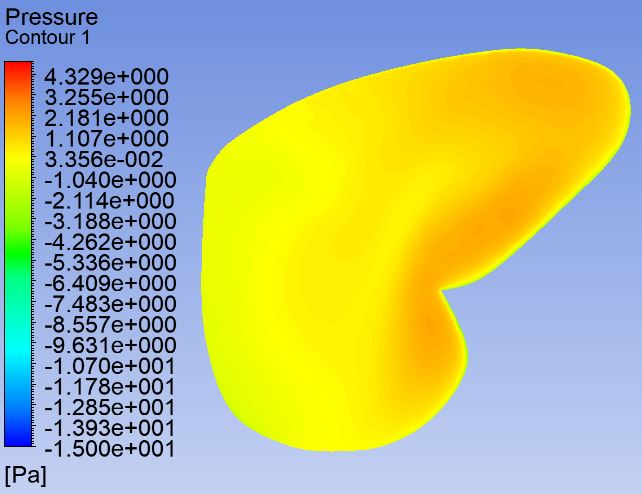 Pressure
Contour 1
4.329e+000
3.255e+000
2.181e+000
1.107e+000
3.356e-002
-1.040e+000
-2.114e+000
-3.188e+000
-4.262e+000
-5.336e+000
-6.409e+000
-7.483e+000
-8.557e+000
-9.631e+000
-1.070e+001
-1.178e+001
-1.285e+001
-1.393e+001
-1.500e+001
[Pa]